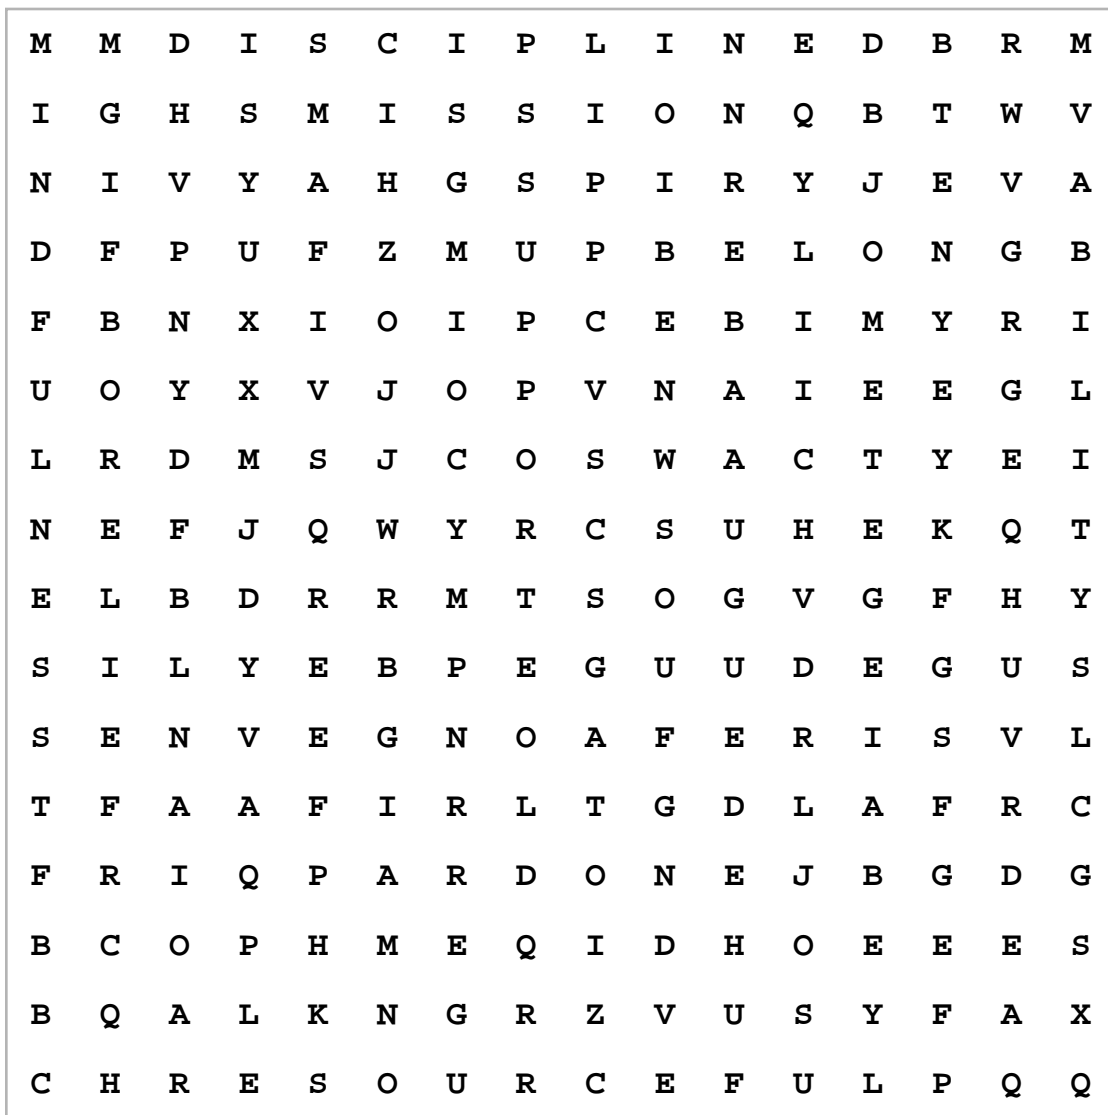 M M D I S C I P L I N E D B R M
I G H S M I S S I O N Q B T W V
N I V Y A H G S P I R Y J E V A
D F P U F Z M U P B E L O N G B
F B N X I O I P C E B I M Y R I
U O Y X V J O P V N A I E E G L
L R D M S J C O S W A C T Y E I
N E F J Q W Y R C S U H E K Q T
E L B D R R M T S O G V G F H Y
S I L Y E B P E G U U D E G U S
S E N V E G N O A F E R I S V L
T F A A F I R L T G D L A F R C
F R I Q P A R D O N E J B G D G
B C O P H M E Q I D H O E E E S
B Q A L K N G R Z V U S Y F A X
C H R E S O U R C E F U L P Q Q